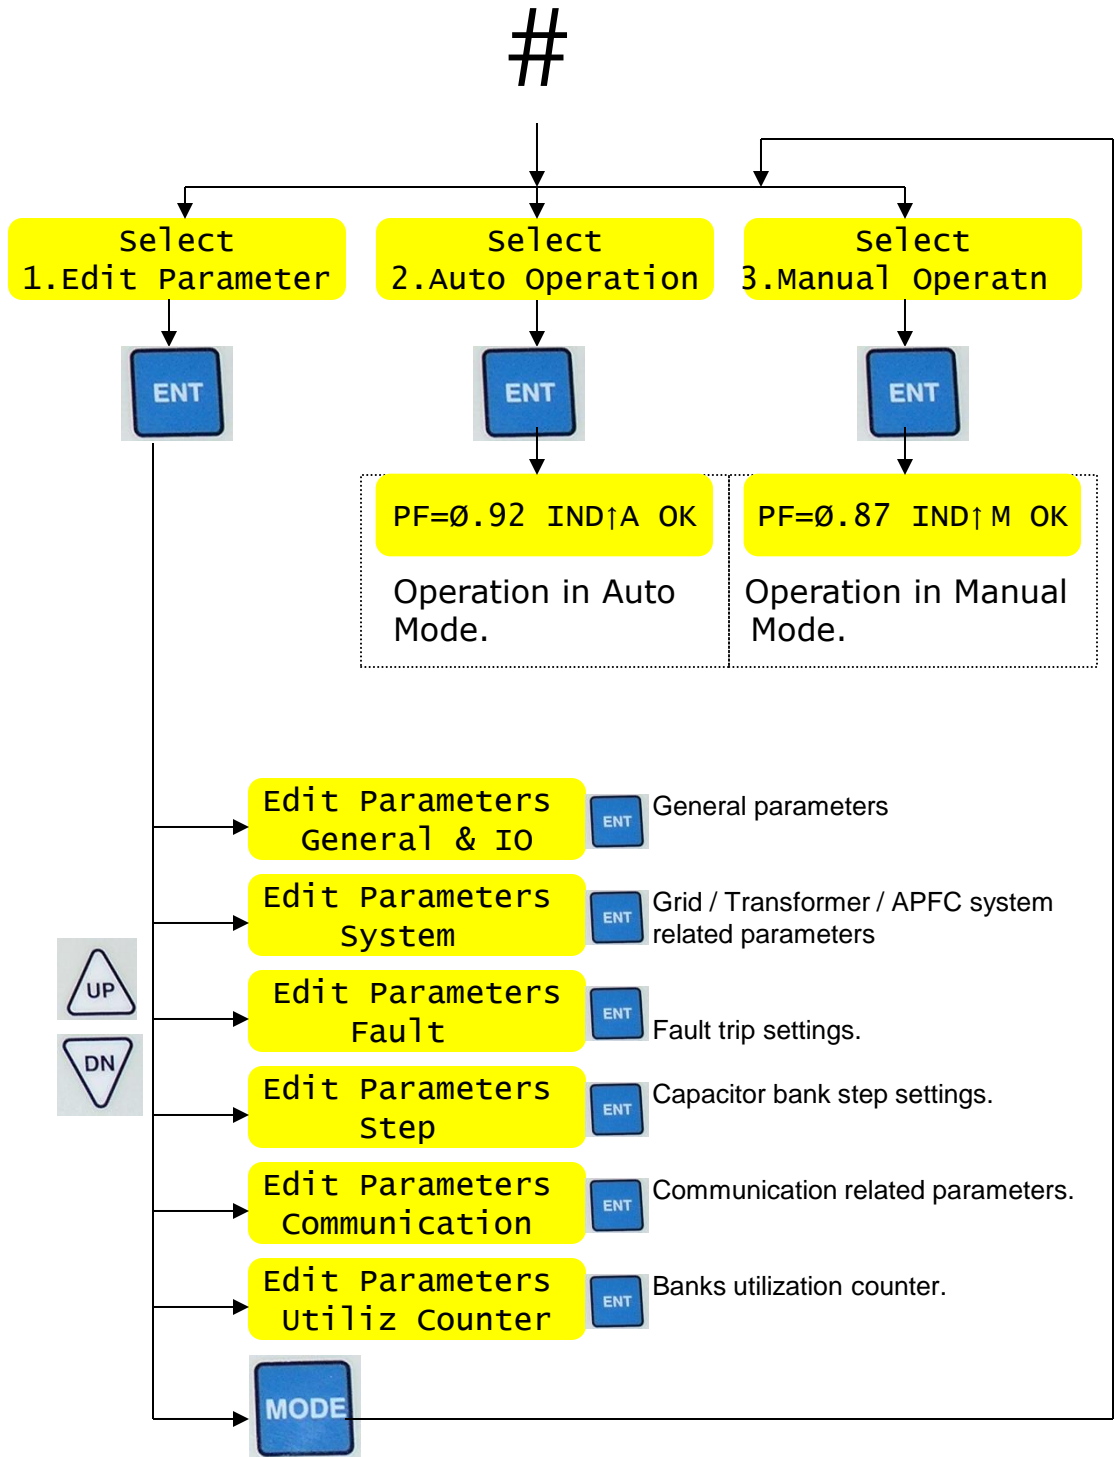 #
Select
1.Edit Parameter
Select
2.Auto Operation
Select
3.Manual Operatn
ENT
ENT
ENT
PF=Ø.92 IND↑A OK
PF=Ø.87 IND↑ M OK
Operation in Auto
Mode.
Operation in Manual
Mode.
Edit Parameters
General & IO
ENT
General parameters
Edit Parameters
System
ENT
Grid / Transformer / APFC system
related parameters
UP
DN
Edit Parameters
Fault
ENT
Fault trip settings.
Edit Parameters
Step
ENT
Capacitor bank step settings.
Edit Parameters
Communication
ENT
Communication related parameters.
Edit Parameters
Utiliz Counter
ENT
Banks utilization counter.
MODE